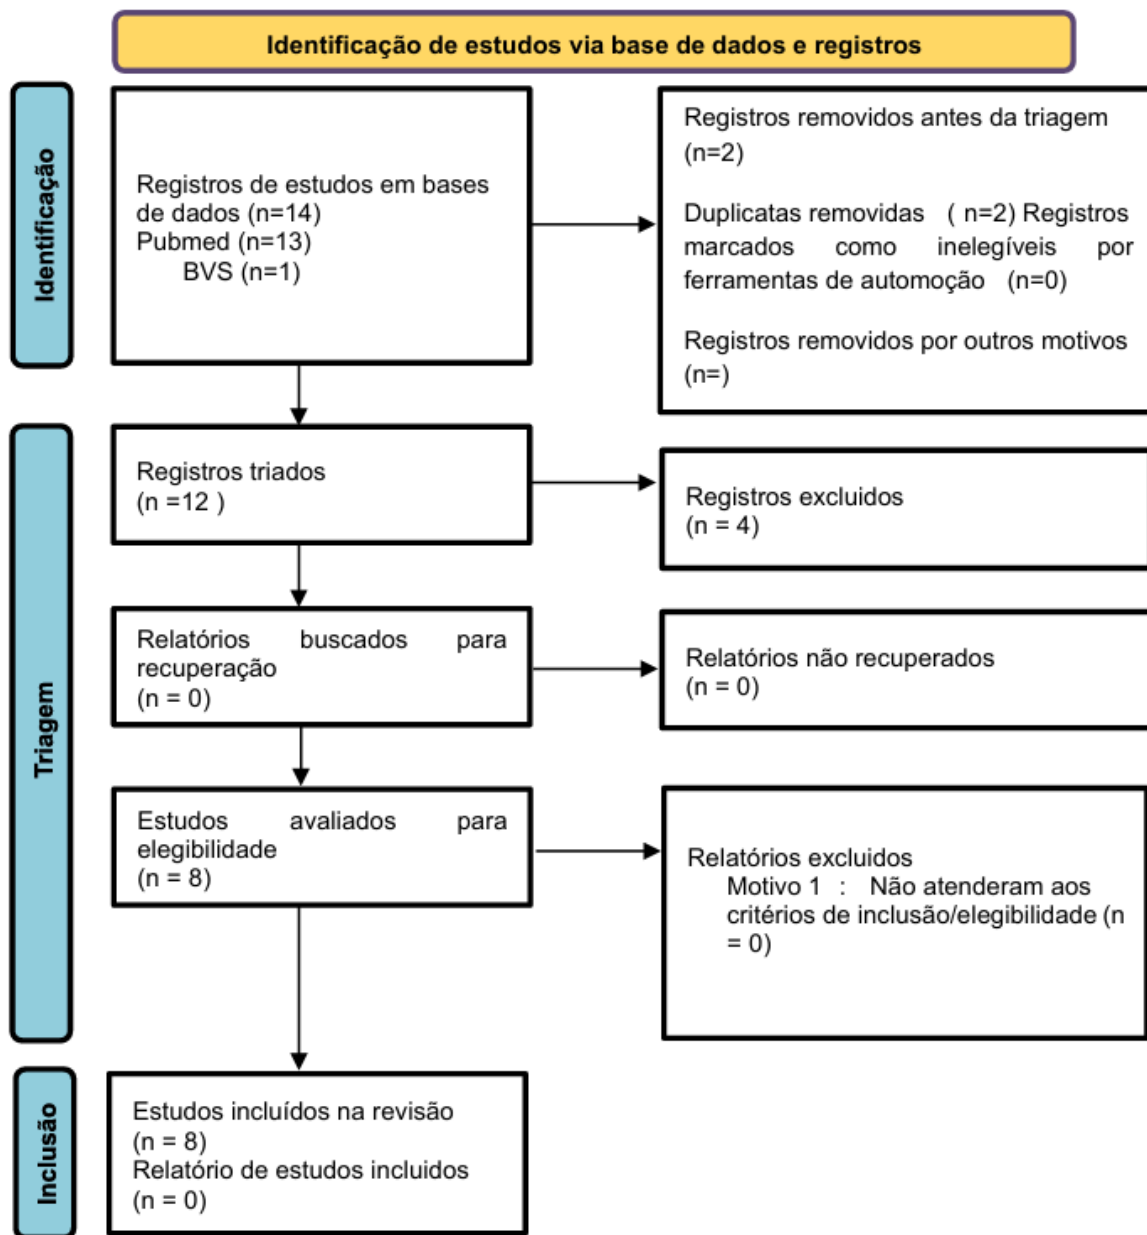 Identificação de estudos via base de dados e registros
Identificação
Registros de estudos em bases
de dados (n=14)
Pubmed (n=13)
BVS (n=1)
Registros removidos antes da triagem
(n=2)
Duplicatas removidas ( n=2) Registros
marcados como inelegíveis por
ferramentas de automoção (n=0)
Registros removidos por outros motivos
(n=)
Triagem
Registros triados
(n =12 )
Registros excluidos
(n = 4)
Relatórios buscados para
recuperação
(n = 0)
Relatórios não recuperados
(n = 0)
Estudos avaliados para
elegibilidade
(n = 8)
Relatórios excluidos
Motivo 1 : Não atenderam aos
critérios de inclusão/elegibilidade (n
= 0)
Inclusão
Estudos incluídos na revisão
(n = 8)
Relatório de estudos incluidos
(n = 0)